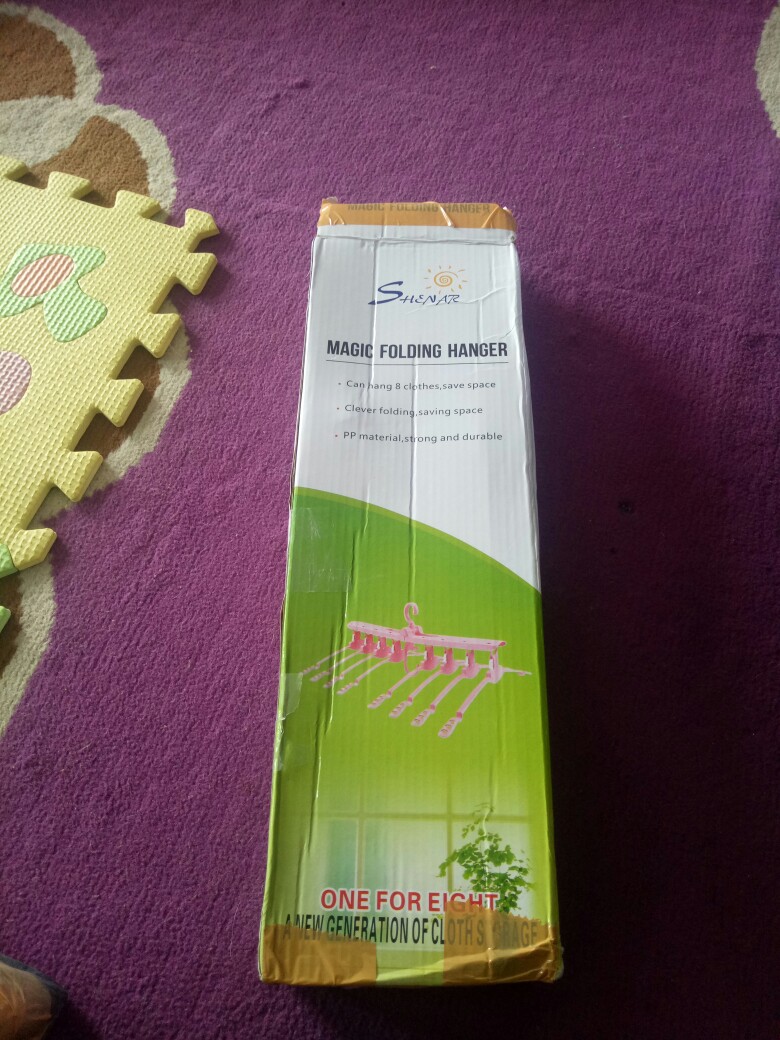 MAGIC FOLDING HANGER
SHENAR
MAGIC FOLDING HANGER
• Can hang 8 clothes,save space
• Clever folding,saving space
• PP material,strong and durable
ONE FOR EIGHT
A NEW GENERATION OF CLOTH STORAGE